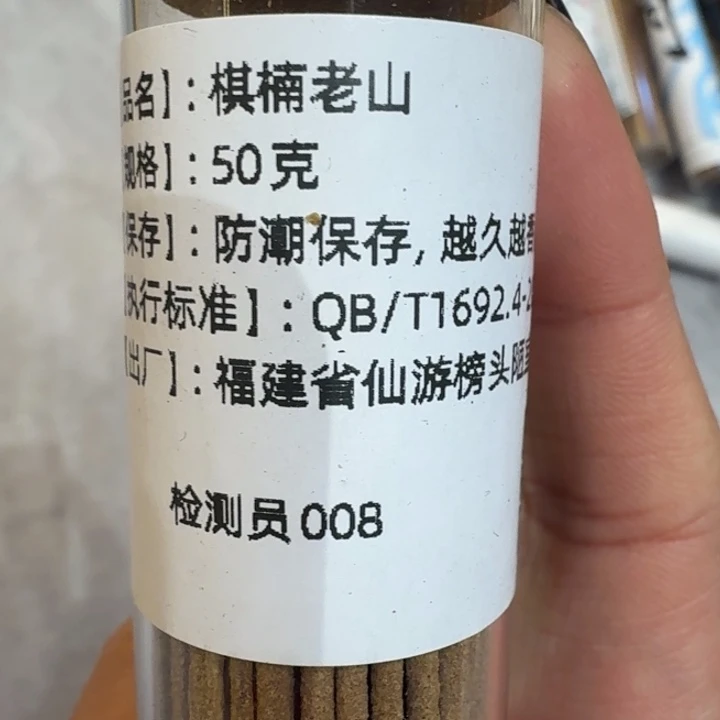 品名】：棋楠老山
规格】：50克
保存】：防潮保存，越久越香
执行标准】：QB/T1692.4-2
【出厂】：福建省仙游榜头
检测员008